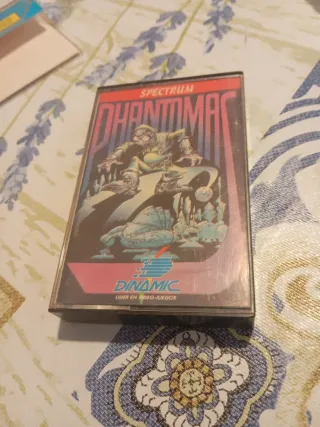 SPECTRUM
PHANTOMAS
DINAMIC
LIDER EN VIDEO-JUEGOS